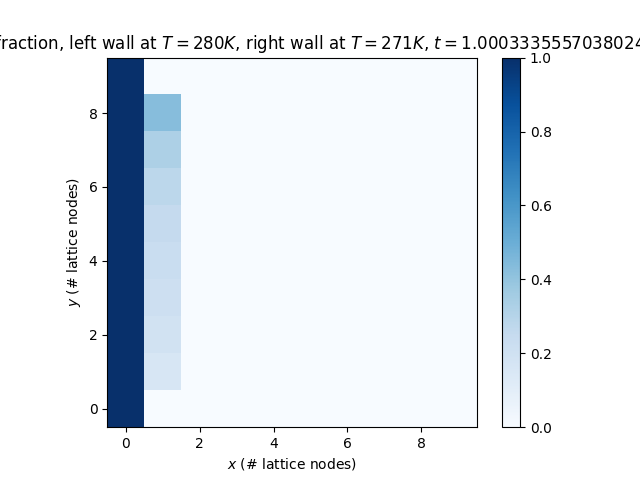 fraction, left wall at T = 280K, right wall at T = 271K, t = 1.0003335557038024
1.0
0.8
0.6
0.4
0.2
0.0
8
6
4
2
0
y (# lattice nodes)
0 2 4 6 8
x (# lattice nodes)